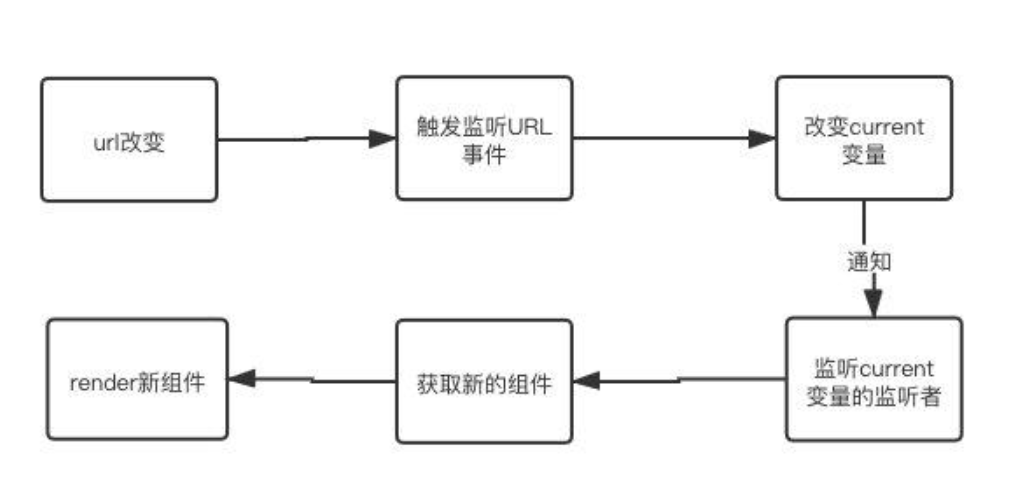 url改变
触发监听URL
事件
改变current
变量
通知
监听current
变量的监听者
获取新的组件
render新组件